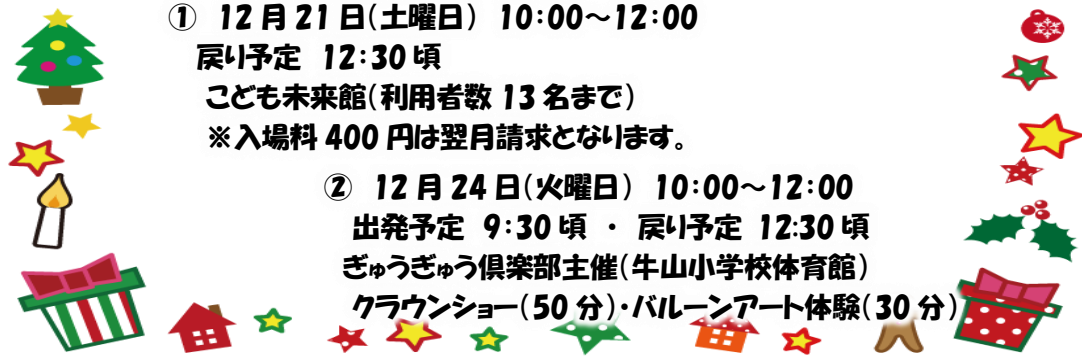 ① 12月21日(土曜日) 10:00~12:00
戻り予定 12:30頃
こども未来館(利用者数13名まで)
※入場料400円は翌月請求となります。
② 12月24日(火曜日) 10:00~12:00
出発予定 9:30頃 ・ 戻り予定 12:30頃
ぎゅうぎゅう倶楽部主催(牛山小学校体育館)
クラウンショー(50分)・バルーンアート体験(30分)